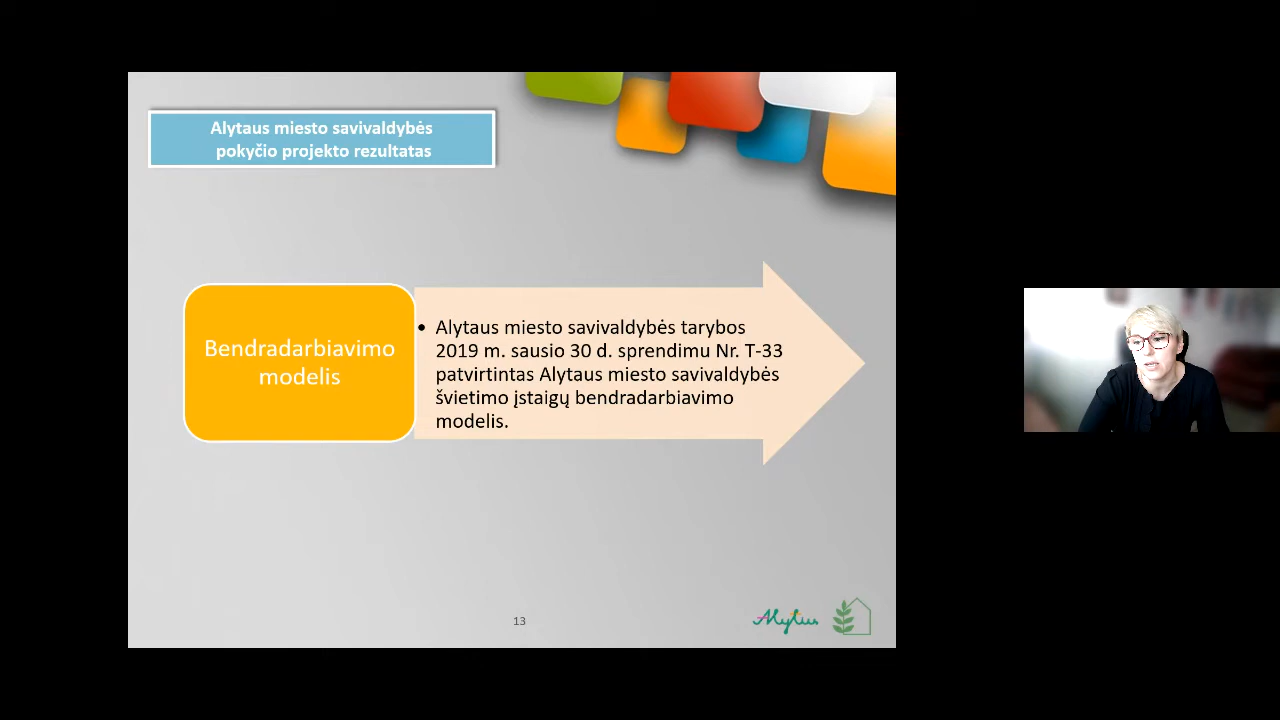 Alytaus miesto savivaldybės
pokyčio projekto rezultatas
Bendradarbiavimo
modelis
• Alytaus miesto savivaldybės tarybos
2019 m. sausio 30 d. sprendimu Nr. T-33
patvirtintas Alytaus miesto savivaldybės
švietimo įstaigų bendradarbiavimo
modelis.
13
Alytus